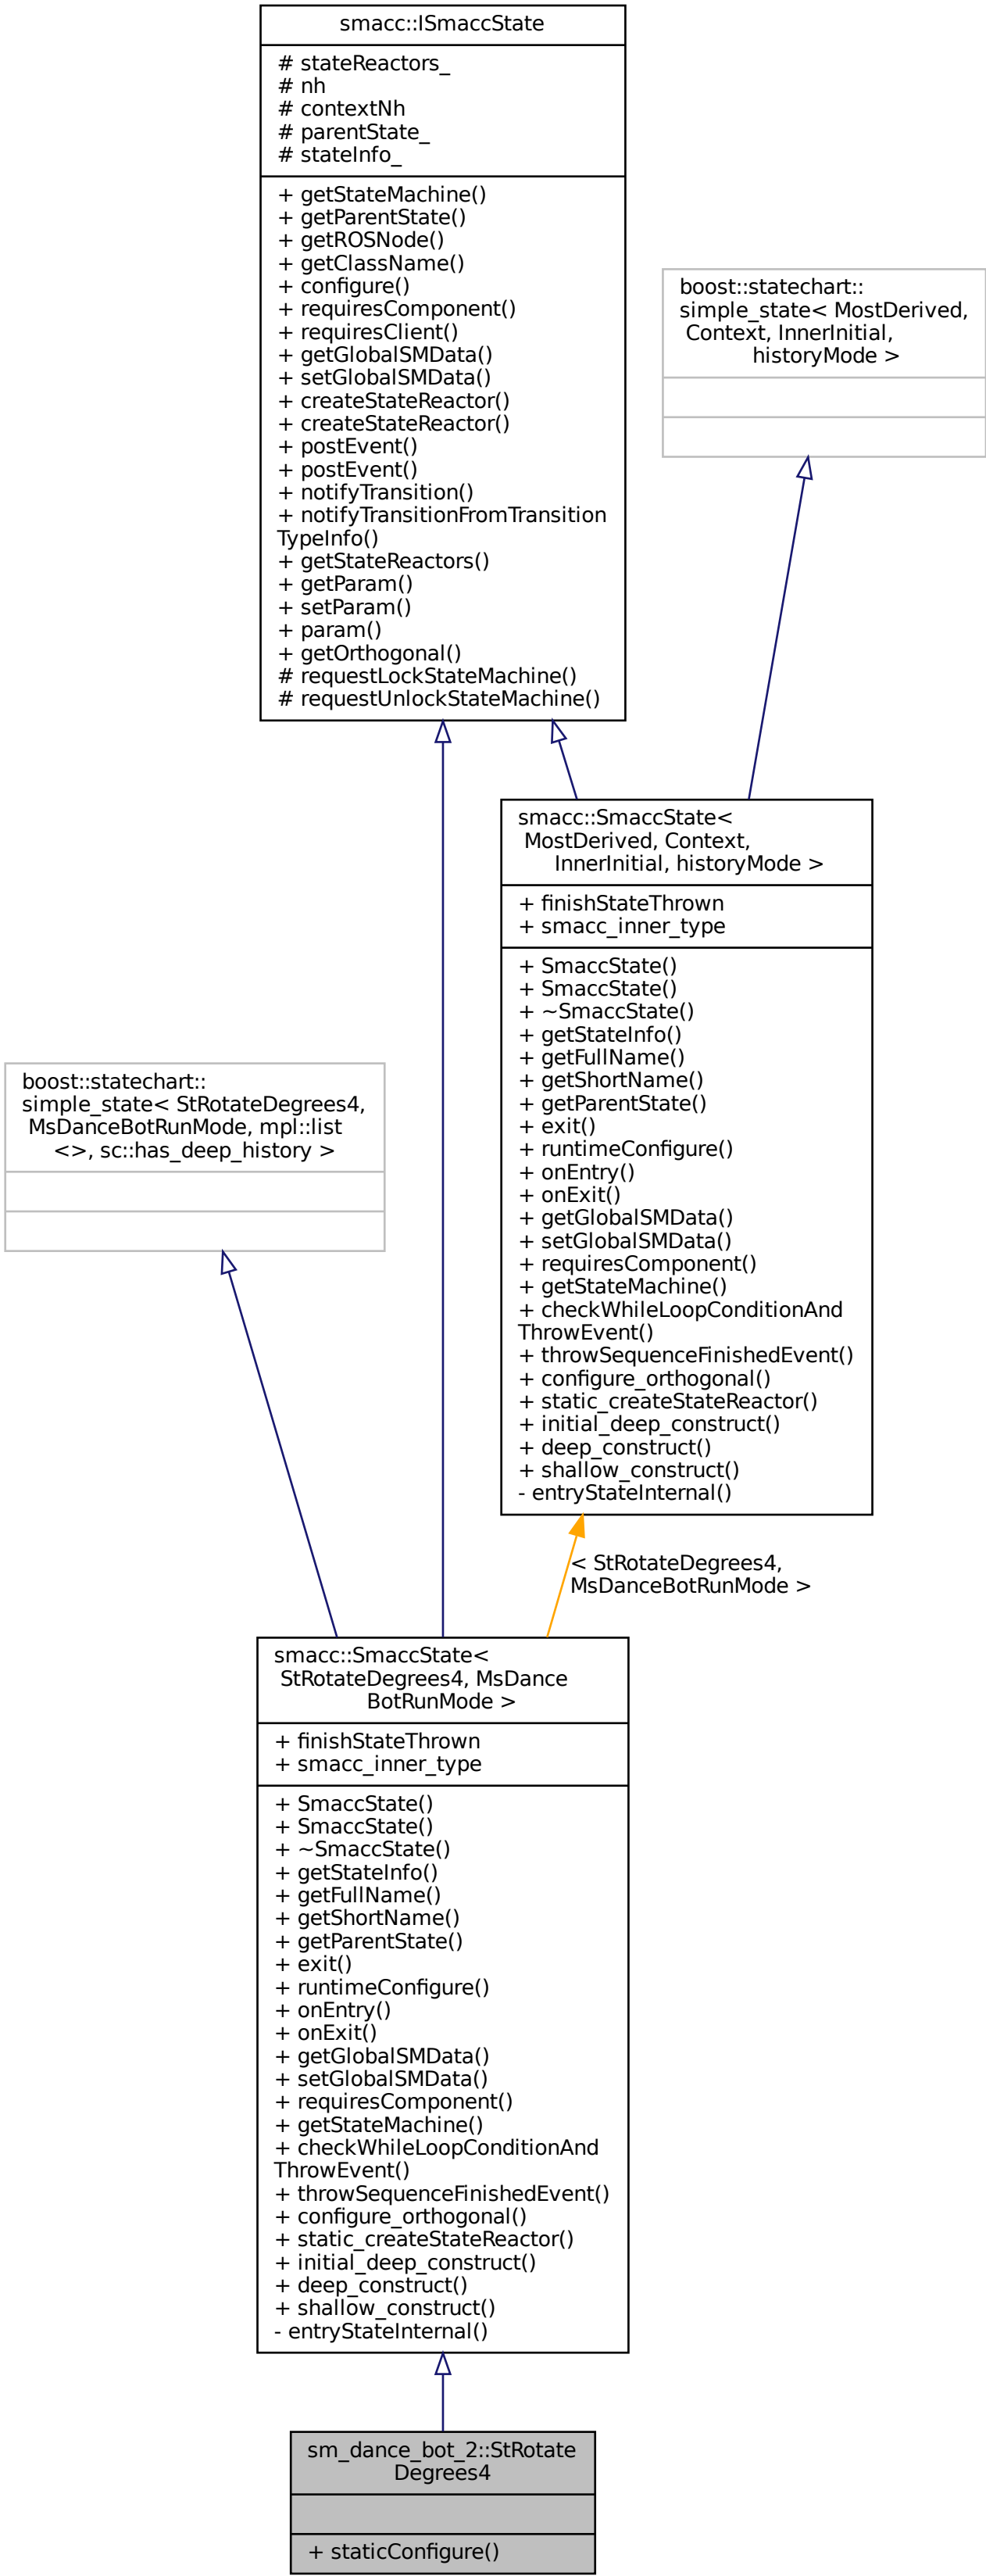 smacc::ISmaccState
# stateReactors_
# nh
# contextNh
# parentState_
# stateInfo_
+ getStateMachine()
+ getParentState()
+ getROSNode()
+ getClassName()
+ configure()
+ requiresComponent()
+ requiresClient()
+ getGlobalSMData()
+ setGlobalSMData()
+ createStateReactor()
+ createStateReactor()
+ postEvent()
+ postEvent()
+ notifyTransition()
+ notifyTransitionFromTransition
TypeInfo()
+ getStateReactors()
+ getParam()
+ setParam()
+ param()
+ getOrthogonal()
# requestLockStateMachine()
# requestUnlockStateMachine()
boost::statechart::
simple_state< MostDerived,
Context, InnerInitial,
historyMode >
smacc::SmaccState<
MostDerived, Context,
InnerInitial, historyMode >
+ finishStateThrown
+ smacc_inner_type
+ SmaccState()
+ SmaccState()
+ ~SmaccState()
+ getStateInfo()
+ getFullName()
+ getShortName()
+ getParentState()
+ exit()
+ runtimeConfigure()
+ onEntry()
+ onExit()
+ getGlobalSMData()
+ setGlobalSMData()
+ requiresComponent()
+ getStateMachine()
+ checkWhileLoopConditionAnd
ThrowEvent()
+ throwSequenceFinishedEvent()
+ configure_orthogonal()
+ static_createStateReactor()
+ initial_deep_construct()
+ deep_construct()
+ shallow_construct()
- entryStateInternal()
boost::statechart::
simple_state< StRotateDegrees4,
MsDanceBotRunMode, mpl::list
<>, sc::has_deep_history >
< StRotateDegrees4,
MsDanceBotRunMode >
smacc::SmaccState<
StRotateDegrees4, MsDance
BotRunMode >
+ finishStateThrown
+ smacc_inner_type
+ SmaccState()
+ SmaccState()
+ ~SmaccState()
+ getStateInfo()
+ getFullName()
+ getShortName()
+ getParentState()
+ exit()
+ runtimeConfigure()
+ onEntry()
+ onExit()
+ getGlobalSMData()
+ setGlobalSMData()
+ requiresComponent()
+ getStateMachine()
+ checkWhileLoopConditionAnd
ThrowEvent()
+ throwSequenceFinishedEvent()
+ configure_orthogonal()
+ static_createStateReactor()
+ initial_deep_construct()
+ deep_construct()
+ shallow_construct()
- entryStateInternal()
sm_dance_bot_2::StRotate
Degrees4
+ staticConfigure()